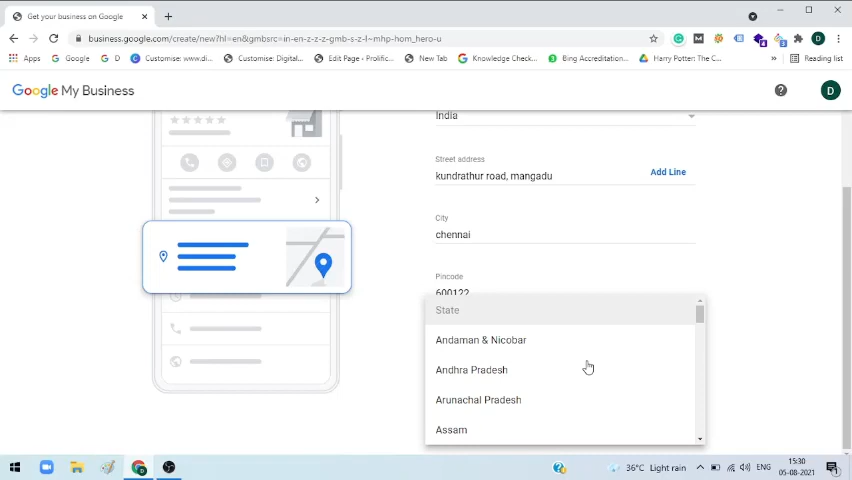 Get your business on Google
business.google.com/create/new?hl=en&gmbsrc=in-en-z-z-z-gmb-s-z-l~mhp-hom_hero-u
Apps
Google
G D
Customise: www.di...
Customise: Digital...
Edit Page - Prolific...
New Tab
Knowledge Check...
Bing Accreditation...
Harry Potter: The C...
»
Reading list
Google My Business
D
India
Street address
kundrathur road, mangadu
Add Line
City
chennai
Pincode
600122
State
Andaman & Nicobar
Andhra Pradesh
Arunachal Pradesh
Assam
36°C Light rain
ENG
15:30
05-08-2021